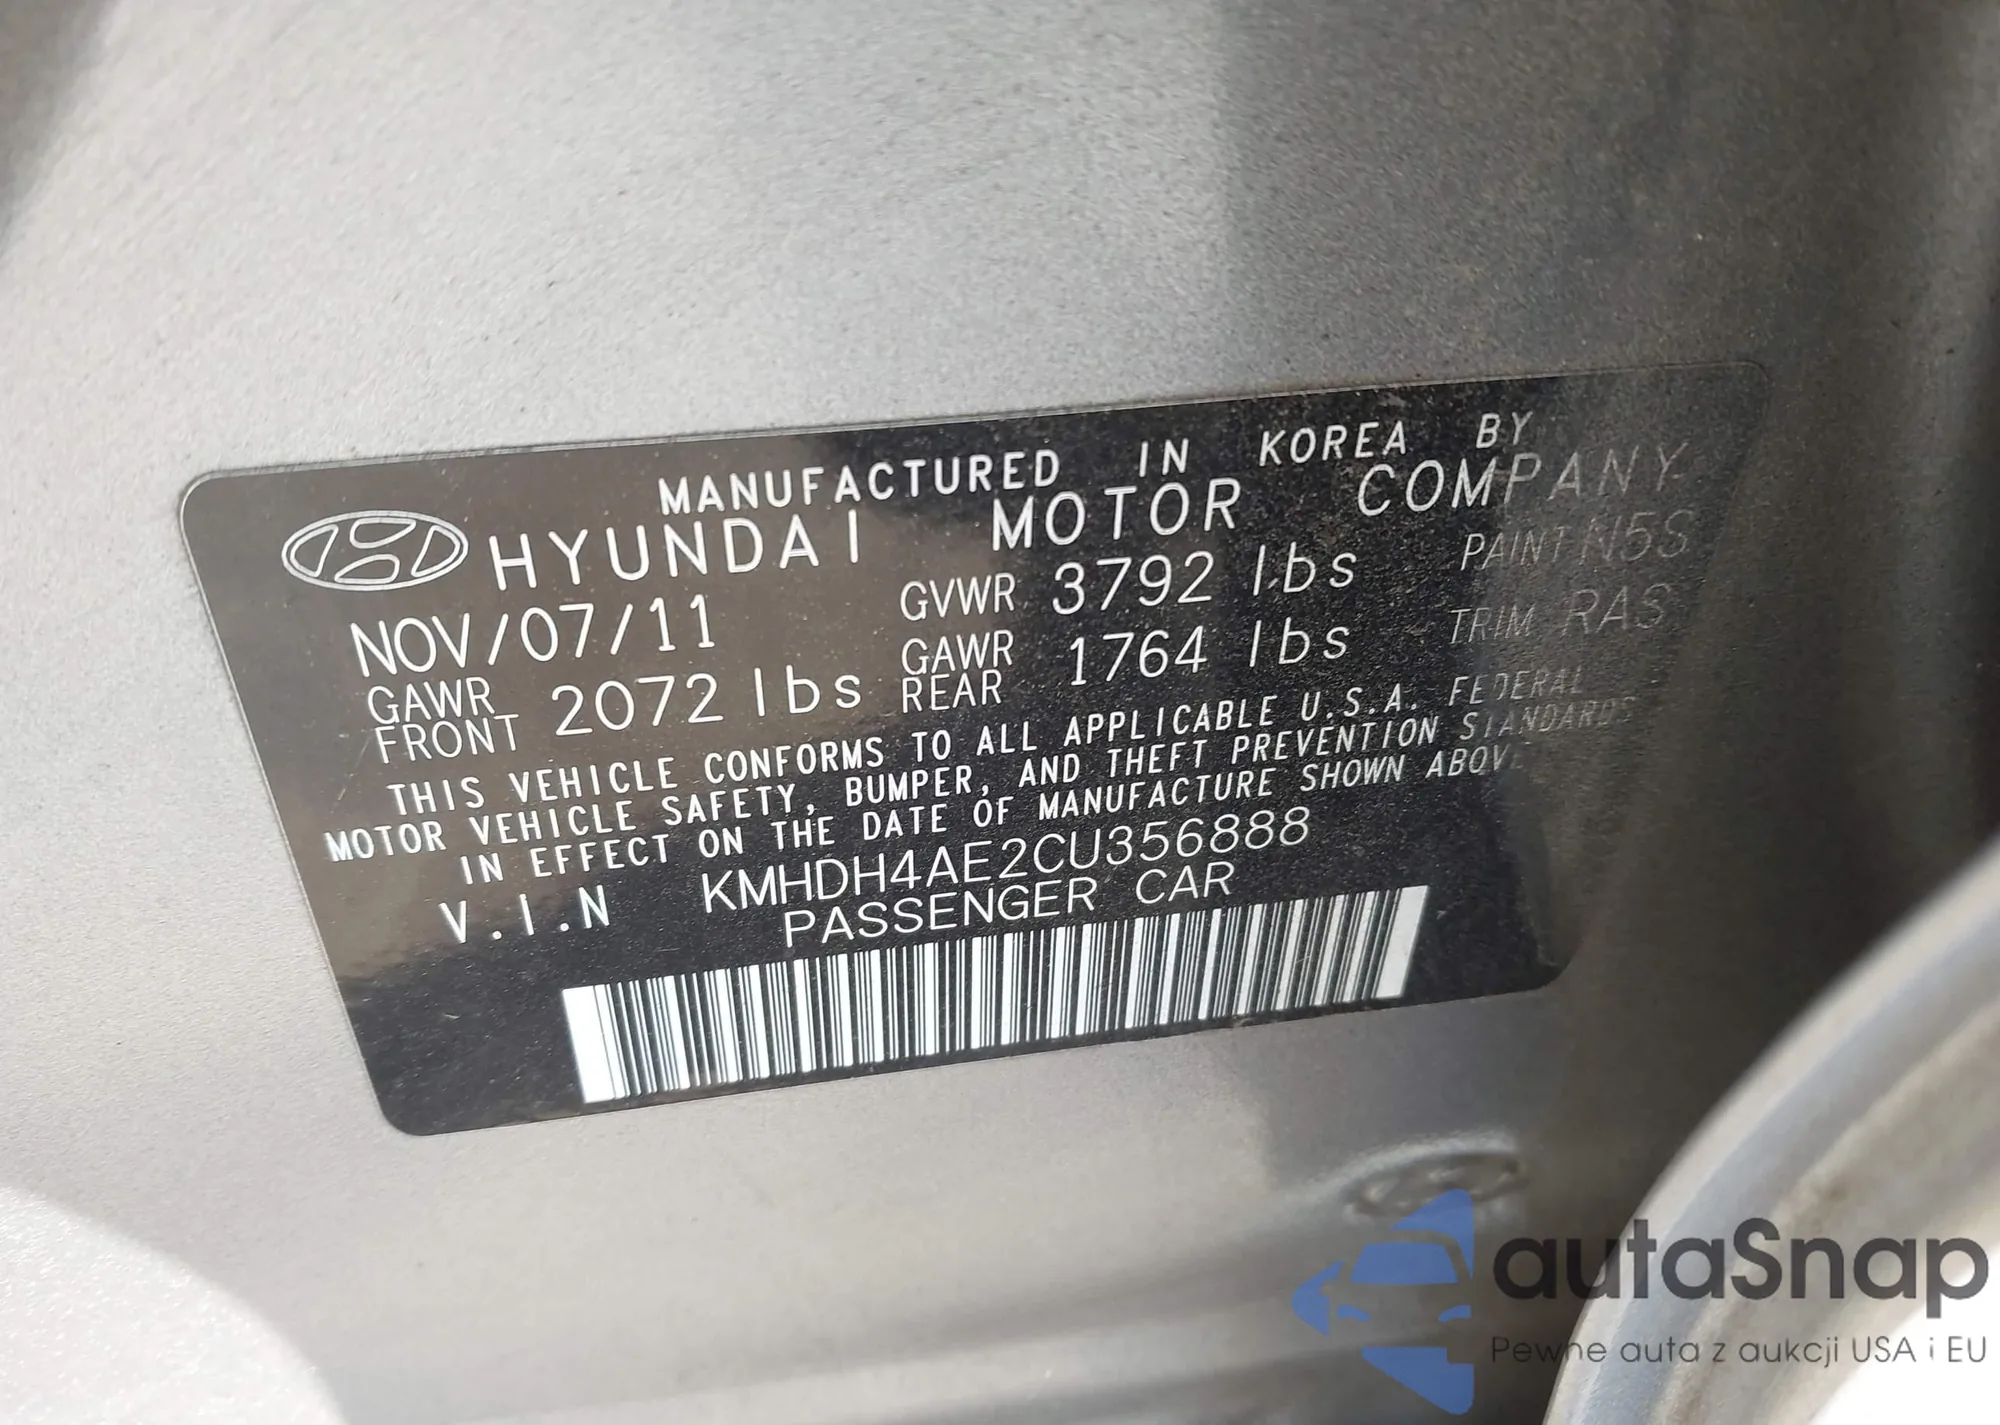 MANUFACTURED IN KOREA BY
HYUNDAI MOTOR COMPANY
NOV/07/11 GVWR 3792 lbs PAINT N5S
GAWR FRONT 2072 lbs GAWR REAR 1764 lbs TRIM RAS
THIS VEHICLE CONFORMS TO ALL APPLICABLE U.S.A. FEDERAL
MOTOR VEHICLE SAFETY, BUMPER, AND THEFT PREVENTION STANDARDS
IN EFFECT ON THE DATE OF MANUFACTURE SHOWN ABOVE
V.I.N KMHDH4AE2CU356888
PASSENGER CAR
autaSnap
Pewne auta z aukcji USA i EU